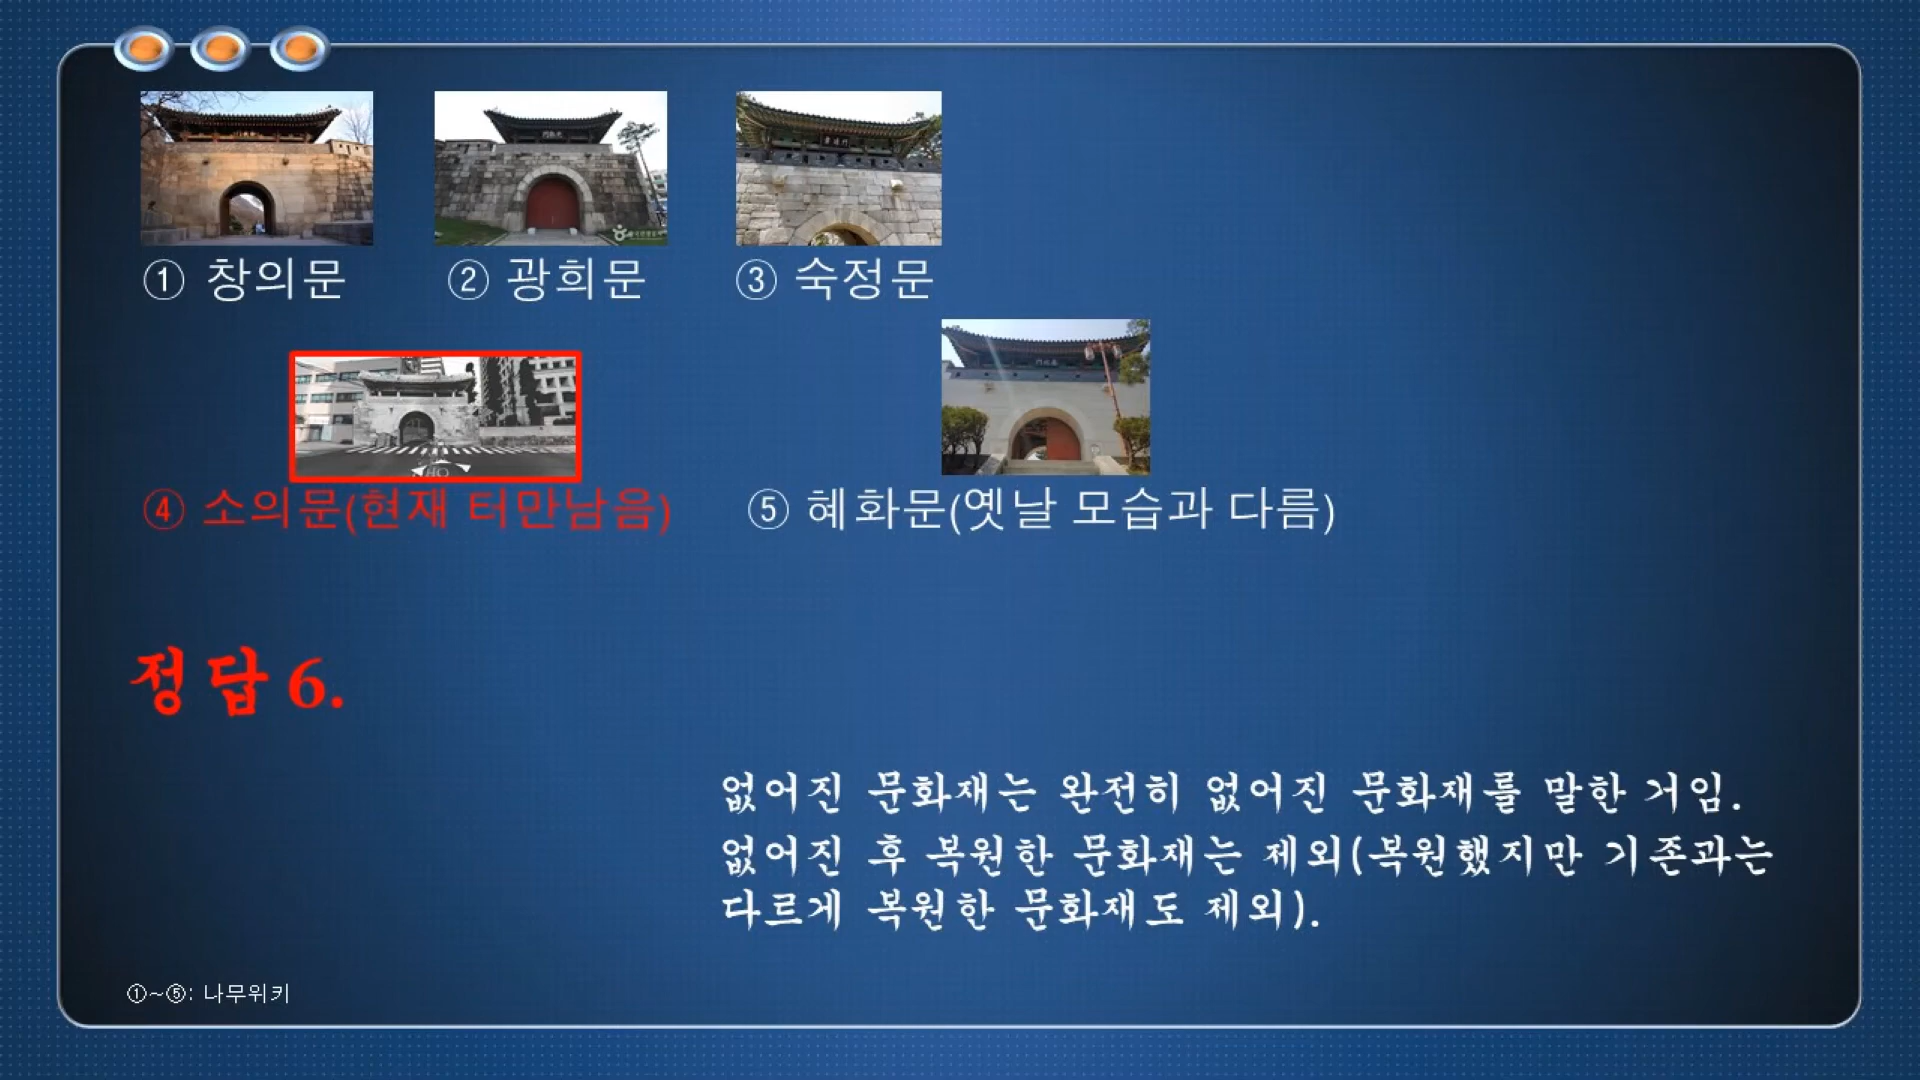 ① 창의문
② 광희문
③ 숙정문
④ 소의문(현재 터만남음)
⑤ 혜화문(옛날 모습과 다름)
정답 6.
없어진 문화재는 완전히 없어진 문화재를 말한 거임.
없어진 후 복원한 문화재는 제외(복원했지만 기존과는
다르게 복원한 문화재도 제외).
①~⑤: 나무위키